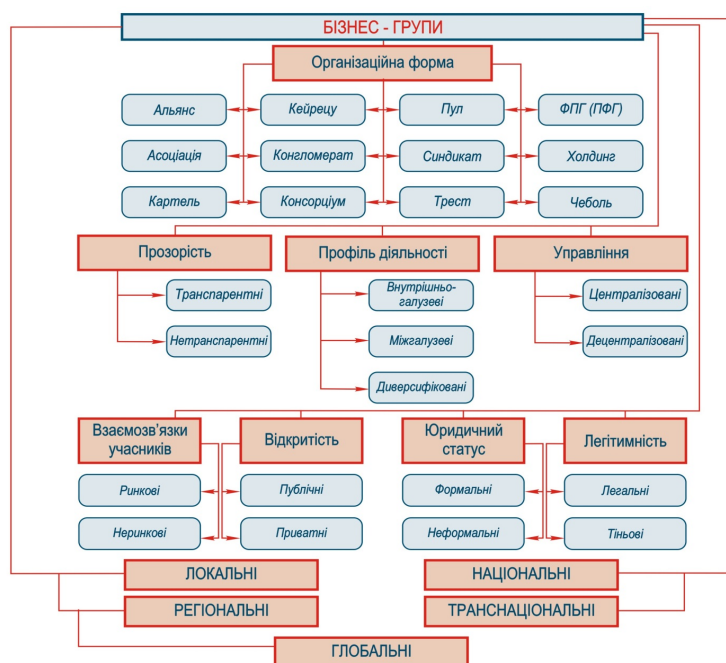 БІЗНЕС - ГРУПИ
Організаційна форма
Альянс
Кейрецу
Пул
ФПГ (ПФГ)
Асоціація
Конгломерат
Синдикат
Холдинг
Картель
Консорціум
Трест
Чеболь
Прозорість
Профіль діяльності
Управління
Транспарентні
Внутрішньо-
галузеві
Централізовані
Нетранспарентні
Міжгалузеві
Децентралізовані
Диверсифіковані
Взаємозв'язки
учасників
Відкритість
Юридичний
статус
Легітимність
Ринкові
Публічні
Формальні
Легальні
Неринкові
Приватні
Неформальні
Тіньові
ЛОКАЛЬНІ
НАЦІОНАЛЬНІ
РЕГІОНАЛЬНІ
ТРАНСНАЦІОНАЛЬНІ
ГЛОБАЛЬНІ